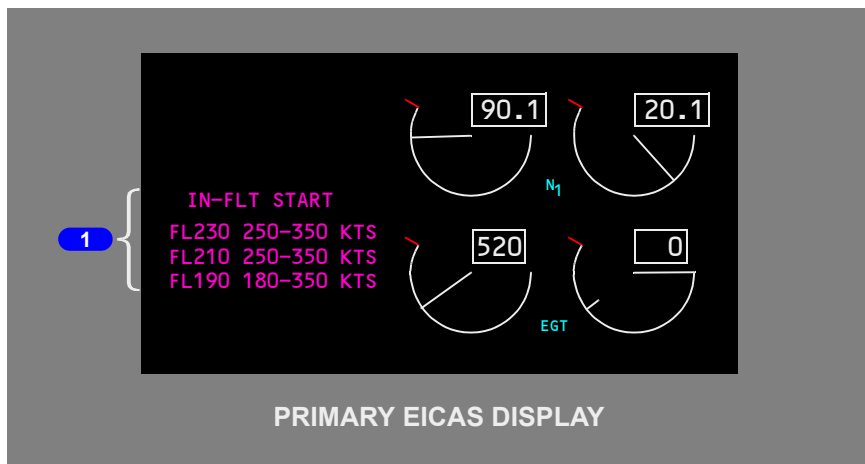 90.1 20.1
N1
IN-FLT START
1
FL230 250-350 KTS
FL210 250-350 KTS
FL190 180-350 KTS
520 0
EGT
PRIMARY EICAS DISPLAY